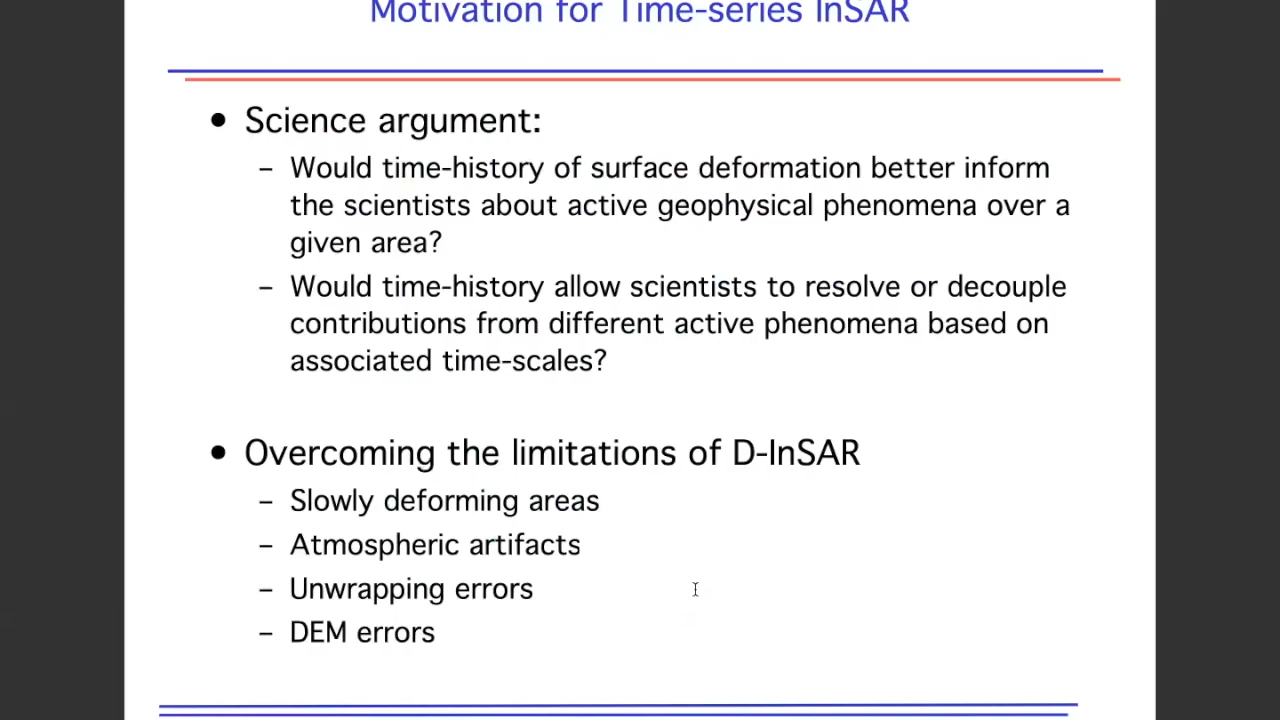 Motivation for Time-series InSAR
• Science argument:
– Would time-history of surface deformation better inform
the scientists about active geophysical phenomena over a
given area?
– Would time-history allow scientists to resolve or decouple
contributions from different active phenomena based on
associated time-scales?
• Overcoming the limitations of D-InSAR
– Slowly deforming areas
– Atmospheric artifacts
– Unwrapping errors
– DEM errors